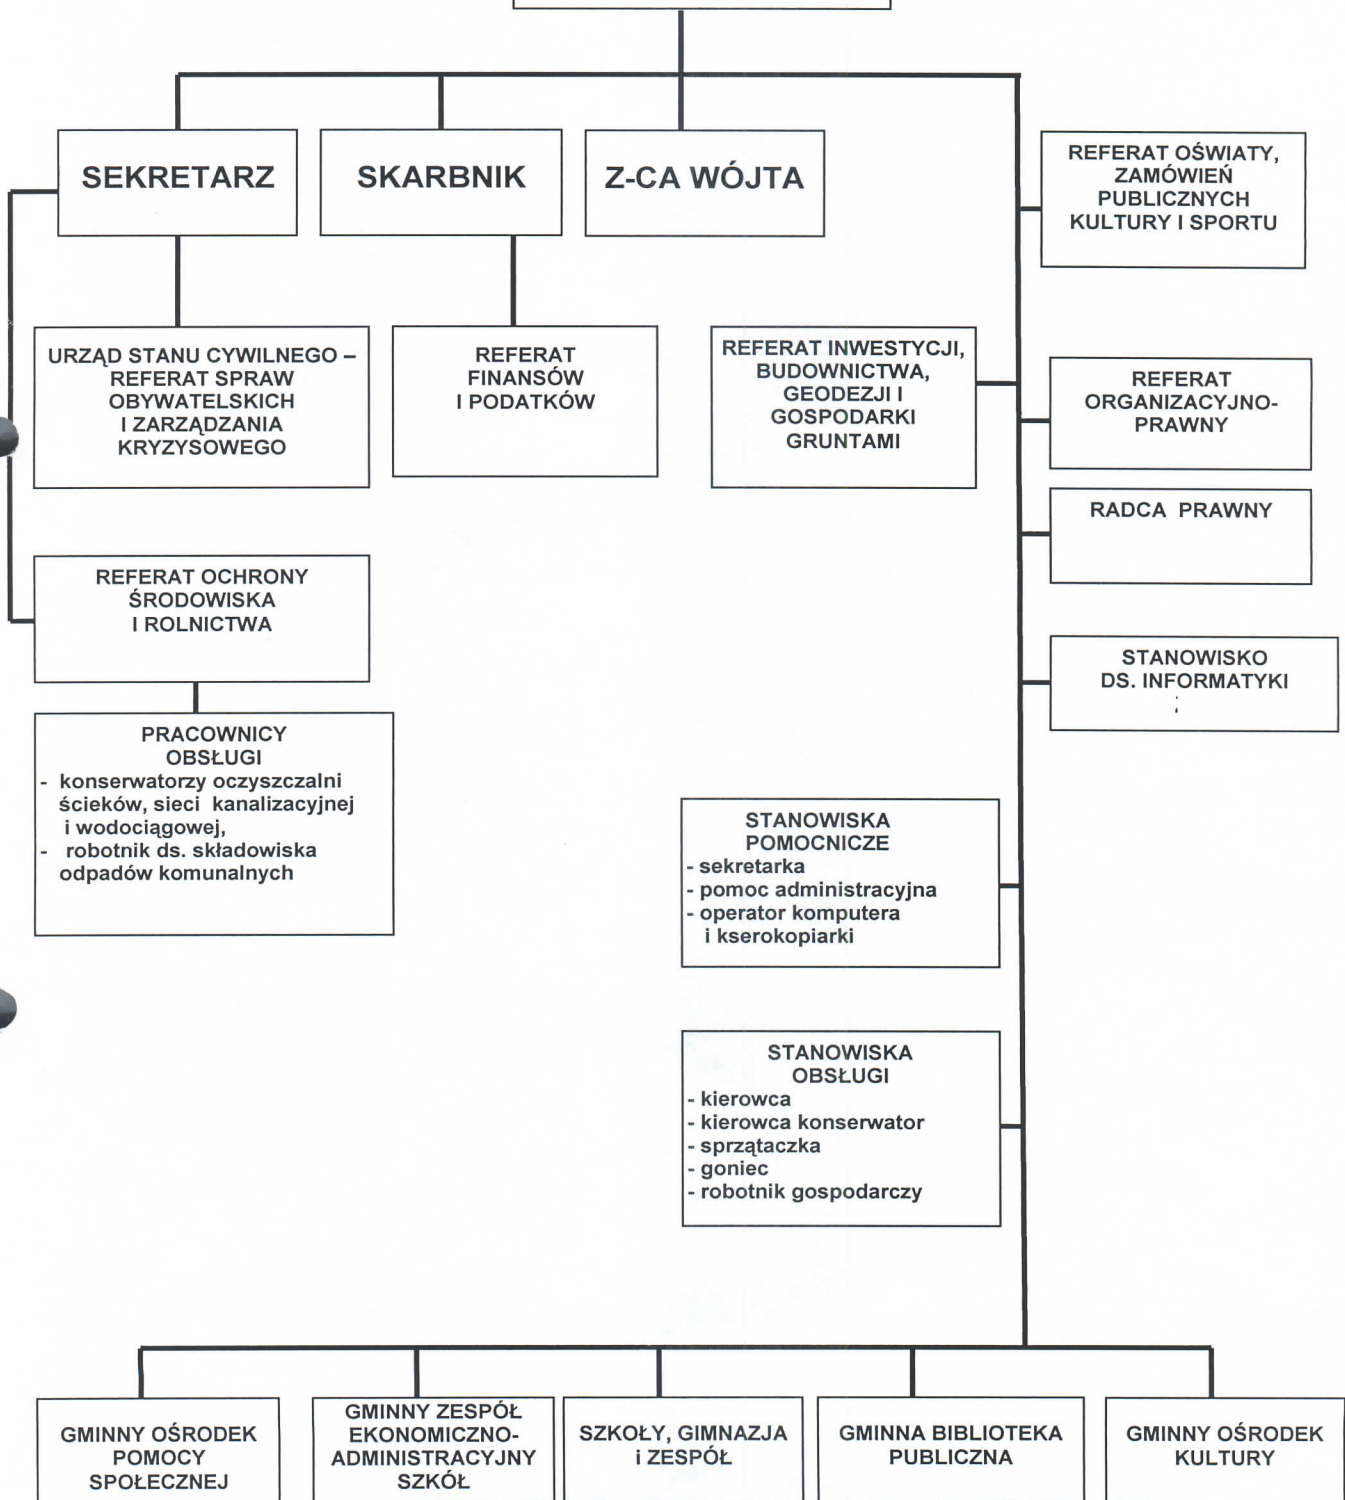 SEKRETARZ
SKARBNIK
Z-CA WÓJTA
REFERAT OŚWIATY,
ZAMÓWIEŃ
PUBLICZNYCH
KULTURY I SPORTU
URZĄD STANU CYWILNEGO –
REFERAT SPRAW
OBYWATELSKICH
I ZARZĄDZANIA
KRYZYSOWEGO
REFERAT
FINANSÓW
I PODATKÓW
REFERAT INWESTYCJI,
BUDOWNICTWA,
GEODEZJI I
GOSPODARKI
GRUNTAMI
REFERAT
ORGANIZACYJNO-
PRAWNY
RADCA PRAWNY
REFERAT OCHRONY
ŚRODOWISKA
I ROLNICTWA
STANOWISKO
DS. INFORMATYKI
PRACOWNICY
OBSŁUGI
- konserwatorzy oczyszczalni
ścieków, sieci kanalizacyjnej
i wodociągowej,
- robotnik ds. składowiska
odpadów komunalnych
STANOWISKA
POMOCNICZE
- sekretarka
- pomoc administracyjna
- operator komputera
i kserokopiarki
STANOWISKA
OBSŁUGI
- kierowca
- kierowca konserwator
- sprzątaczka
- goniec
- robotnik gospodarczy
GMINNY OŚRODEK
POMOCY
SPOŁECZNEJ
GMINNY ZESPÓŁ
EKONOMICZNO-
ADMINISTRACYJNY
SZKÓŁ
SZKOŁY, GIMNAZJA
i ZESPÓŁ
GMINNA BIBLIOTEKA
PUBLICZNA
GMINNY OŚRODEK
KULTURY